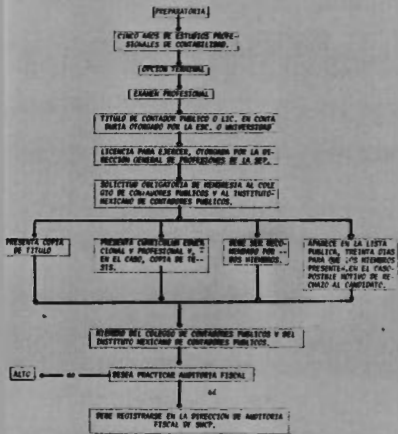 PREPARATORIA
CINCO AÑOS DE ESTUDIOS PROFE-
SIONALES DE CONTABILIDAD.
OPCION TERMINAL
EXAMEN PROFESIONAL
TITULO DE CONTADOR PUBLICO O LIC. EN CONTA
DURIA OTORGADO POR LA ESC. O UNIVERSIDAD
LICENCIA PARA EJERCER, OTORGADA POR LA DI-
RECCIÓN GENERAL DE PROFESIONES DE LA SEP.
SOLICITUD OBLIGATORIA DE MEMBRESIA AL COLE
GIO DE CONTADORES PUBLICOS Y AL INSTITUTO-
MEXICANO DE CONTADORES PUBLICOS.
PRESENTA COPIA
DE TITULO
PRESENTA CURRICULUM EDUCA
CIONAL Y PROFESIONAL Y,
EN EL CASO, COPIA DE TE--
SIS.
DEBE SER RECO-
MENDADO POR --
DOS MIEMBROS.
APARECE EN LA LISTA
PUBLICA, TREINTA DIAS
PARA QUE LOS MIEMBROS
PRESENTEN, EN EL CASO-
POSIBLE MOTIVO DE RE-
CHAZO AL CANDIDATO.
MIEMBRO DEL COLEGIO DE CONTADORES PUBLICOS Y DEL
INSTITUTO MEXICANO DE CONTADORES PUBLICOS.
ALTO
NO
DESEA PRACTICAR AUDITORIA FISCAL
DEBE REGISTRARSE EN LA DIRECCION DE AUDITORIA
FISCAL DE SHCP.